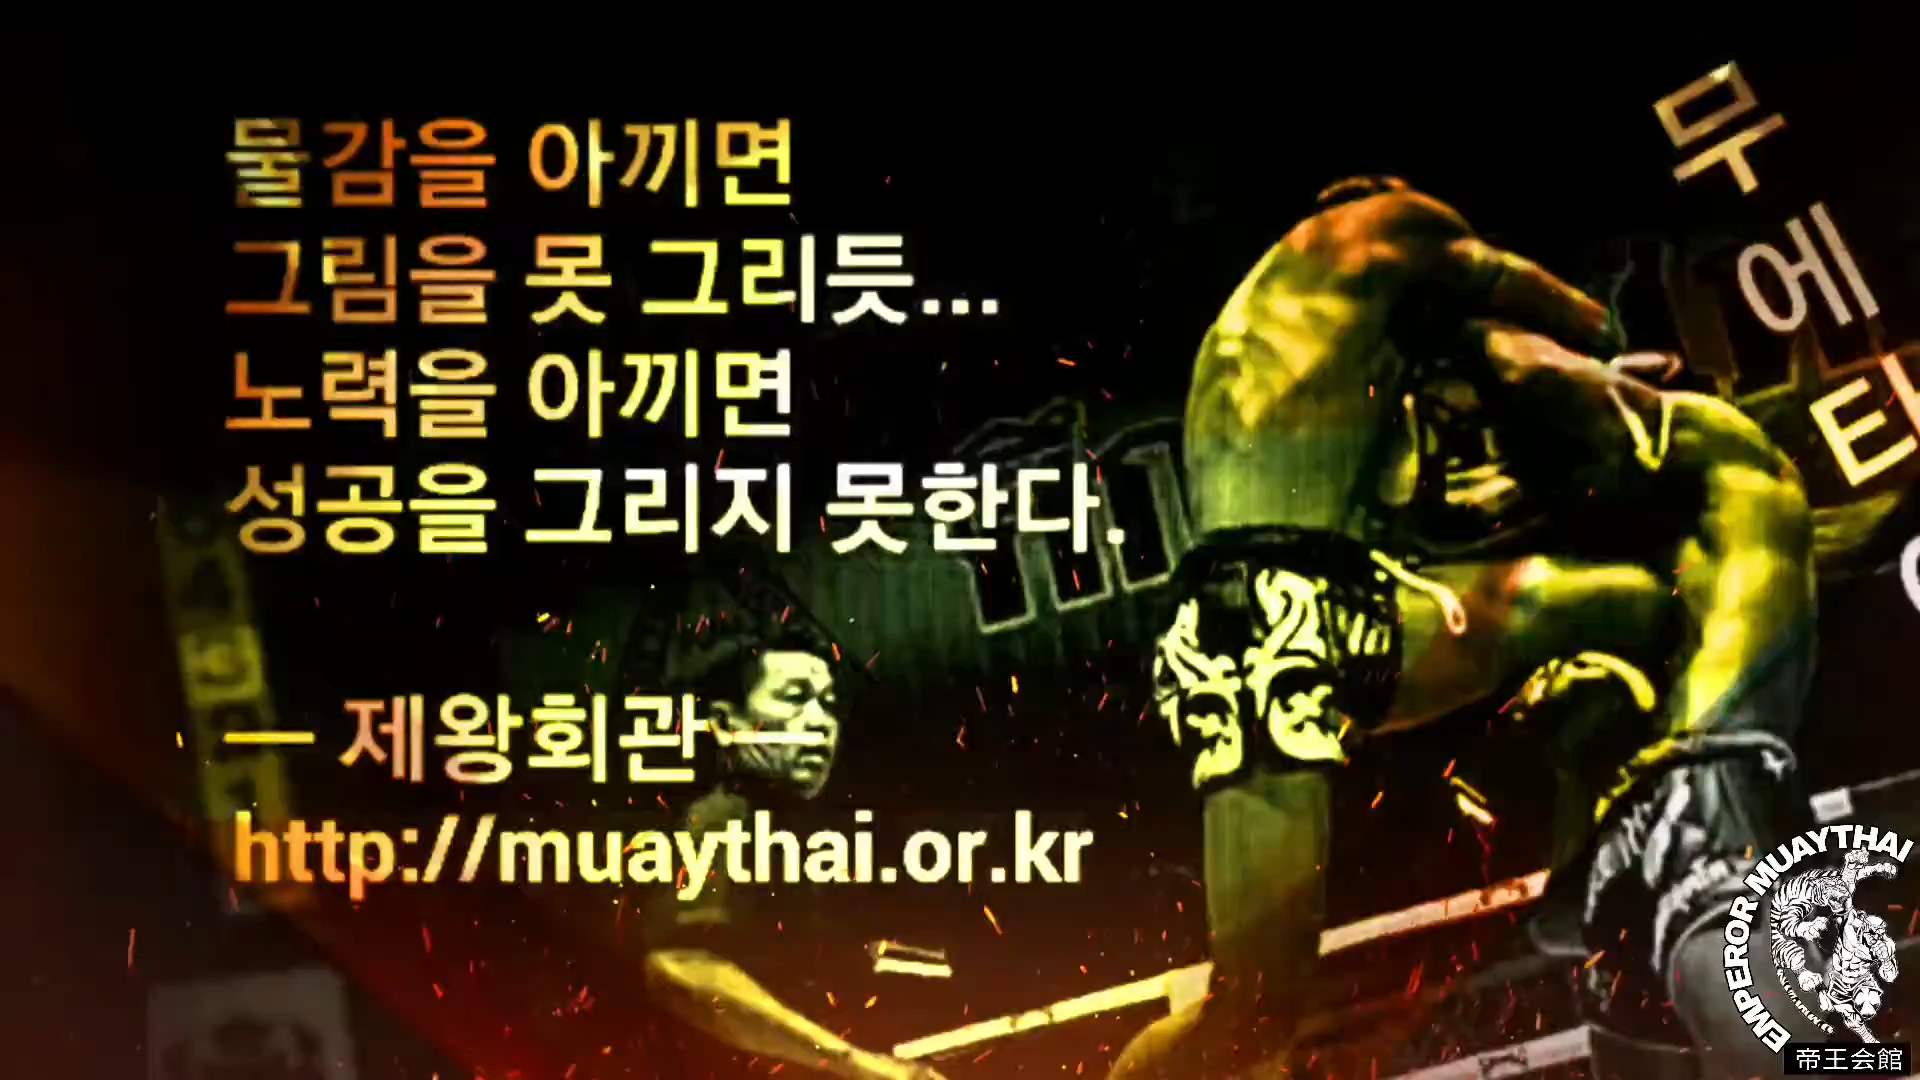 물감을 아끼면
그림을 못 그리듯...
노력을 아끼면
성공을 그리지 못한다.
— 제왕회관 —
http://muaythai.or.kr
무에타
EMPEROR MUAYTHAI
帝王会館